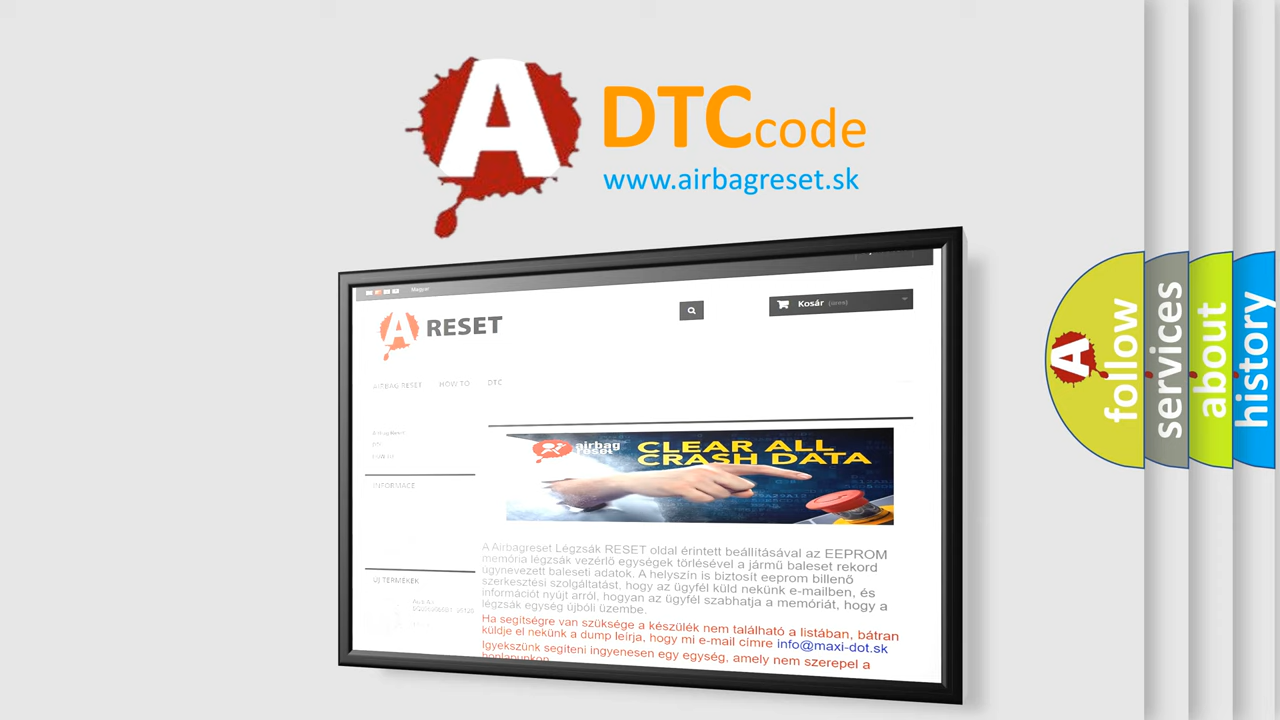 A DTC code
www.airbagreset.sk
Magyar
Kosár (üres)
A RESET
AIRBAG RESET HOW TO DTC
INFORMACE
ÚJ TERMÉKEK
airbag
reset
CLEAR ALL
CRASH DATA
A Airbagreset Légzsák RESET oldal érintett beállításával az EEPROM
memória légzsák vezérlő egységek törlésével a jármű baleset rekord
úgynevezett baleseti adatok. A helyszín is biztosít eeprom billenő
szerkesztési szolgáltatást, hogy az ügyfél küld nekünk e-mailben, és
információt nyújt arról, hogyan az ügyfél szabhatja a memóriát, hogy a
légzsák egység újbóli üzembe.
Ha segítségre van szüksége a készülék nem található a listában, bátran
küldje el nekünk a dump leírja, hogy mi e-mail címre info@maxi-dot.sk
Igyekszünk segíteni ingyenesen egy egység, amely nem szerepel a
honlapunkon
A follow
services
about
history